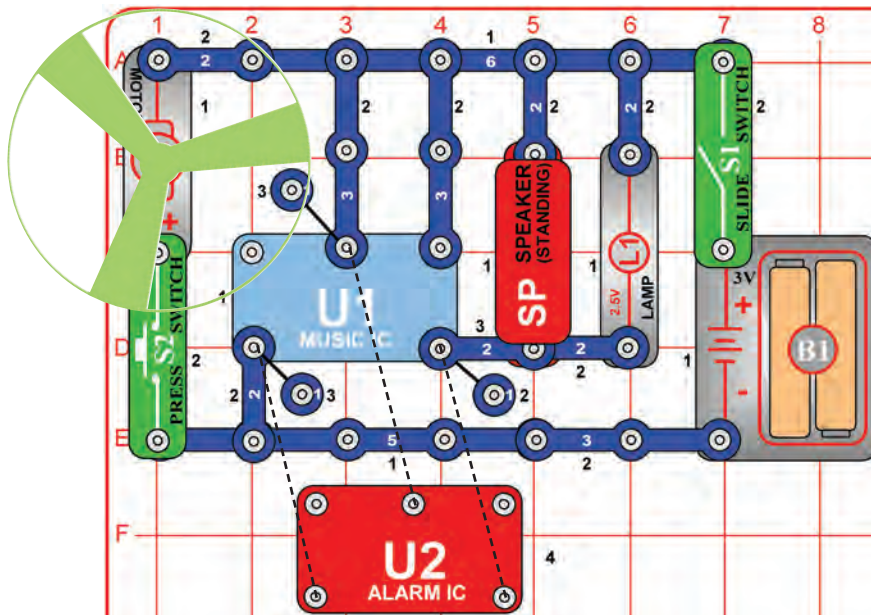 1 2 3 4 5 6 7 8
2 1
A 2 6
MOTO
+
1 2 2 2 2 2 2
3 1 3 3
SPEAKER
(STANDING)
SP
1
1
L1
2.5V
LAMP
S1
SLIDE SWITCH
1
U1
MUSIC IC
3V
+
-
B1
1
S2
PRESS SWITCH
2
D
3
2 2
2
2 2
1 3
1 2
E 5 3
1 2
F
U2
ALARM IC
4